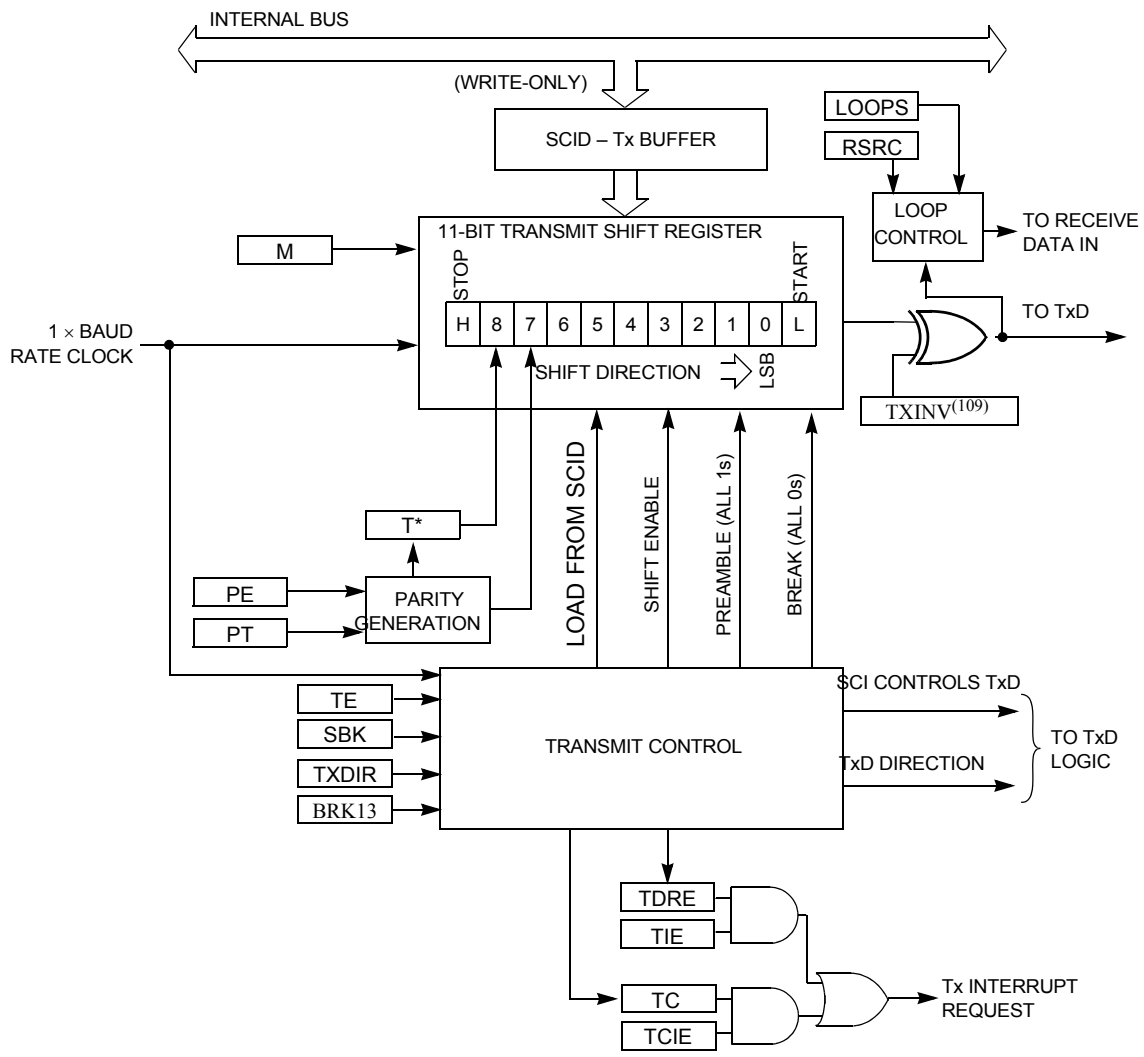 INTERNAL BUS
(WRITE-ONLY)
SCID – Tx BUFFER
LOOPS
RSRC
LOOP
CONTROL
TO RECEIVE
DATA IN
11-BIT TRANSMIT SHIFT REGISTER
M
STOP
START
H 8 7 6 5 4 3 2 1 0 L
1 × BAUD
RATE CLOCK
SHIFT DIRECTION
LSB
TO TxD
TXINV(109)
LOAD FROM SCID
SHIFT ENABLE
PREAMBLE (ALL 1s)
BREAK (ALL 0s)
T*
PE
PT
PARITY
GENERATION
TE
SBK
TXDIR
BRK13
TRANSMIT CONTROL
SCI CONTROLS TxD
TxD DIRECTION
TO TxD
LOGIC
TDRE
TIE
TC
TCIE
Tx INTERRUPT
REQUEST